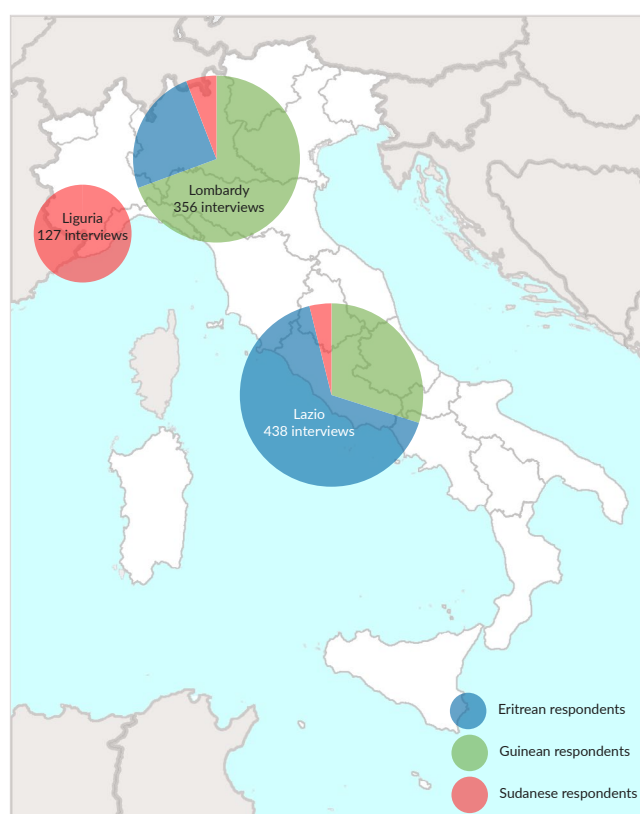 Lombardy
356 interviews
Liguria
127 interviews
Lazio
438 interviews
Eritrean respondents
Guinean respondents
Sudanese respondents